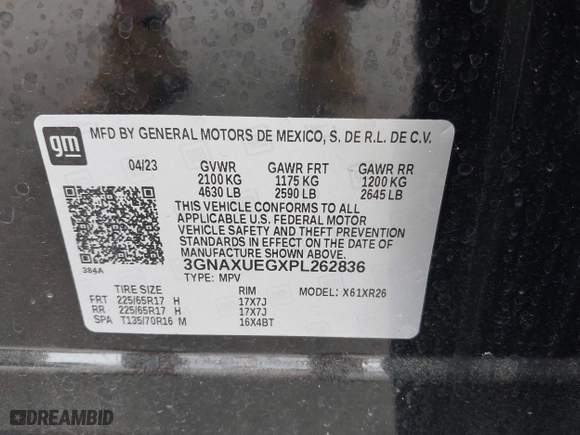 gm
MFD BY GENERAL MOTORS DE MEXICO, S. DE R.L. DE C.V.
04/23 GVWR GAWR FRT GAWR RR
2100 KG 1175 KG 1200 KG
4630 LB 2590 LB 2645 LB
THIS VEHICLE CONFORMS TO ALL
APPLICABLE U.S. FEDERAL MOTOR
VEHICLE SAFETY AND THEFT PREVENTION
STANDARDS IN EFFECT ON THE DATE OF
MANUFACTURE SHOWN ABOVE.
384A
3GNAXUEGXPL262836
TYPE: MPV
TIRE SIZE RIM MODEL: X61XR26
FRT 225/65R17 H 17X7J
RR 225/65R17 H 17X7J
SPA T135/70R16 M 16X4BT
DREAMBID